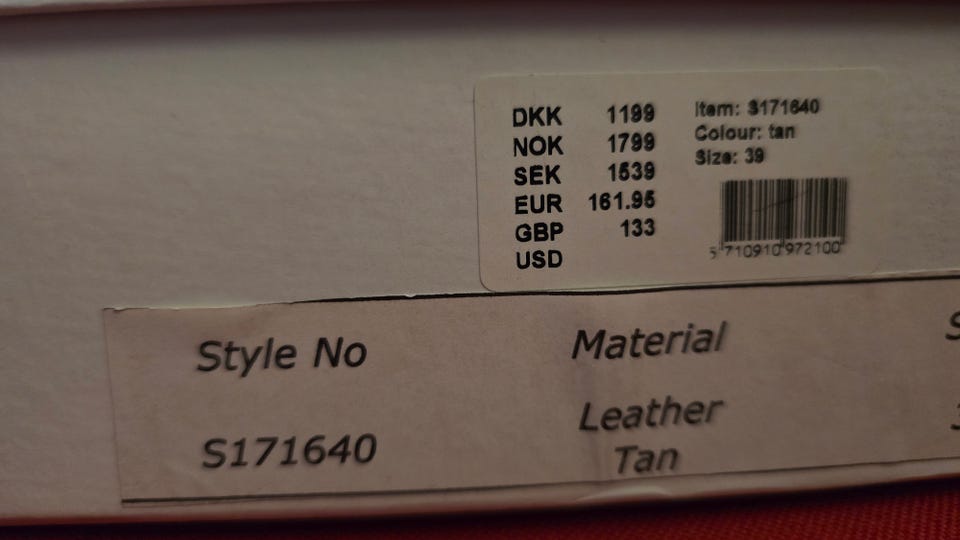 DKK 1199
NOK 1799
SEK 1539
EUR 161.95
GBP 133
USD
Item: S171640
Colour: tan
Size: 39
5 710910 972100
Style No Material
S171640 Leather
Tan